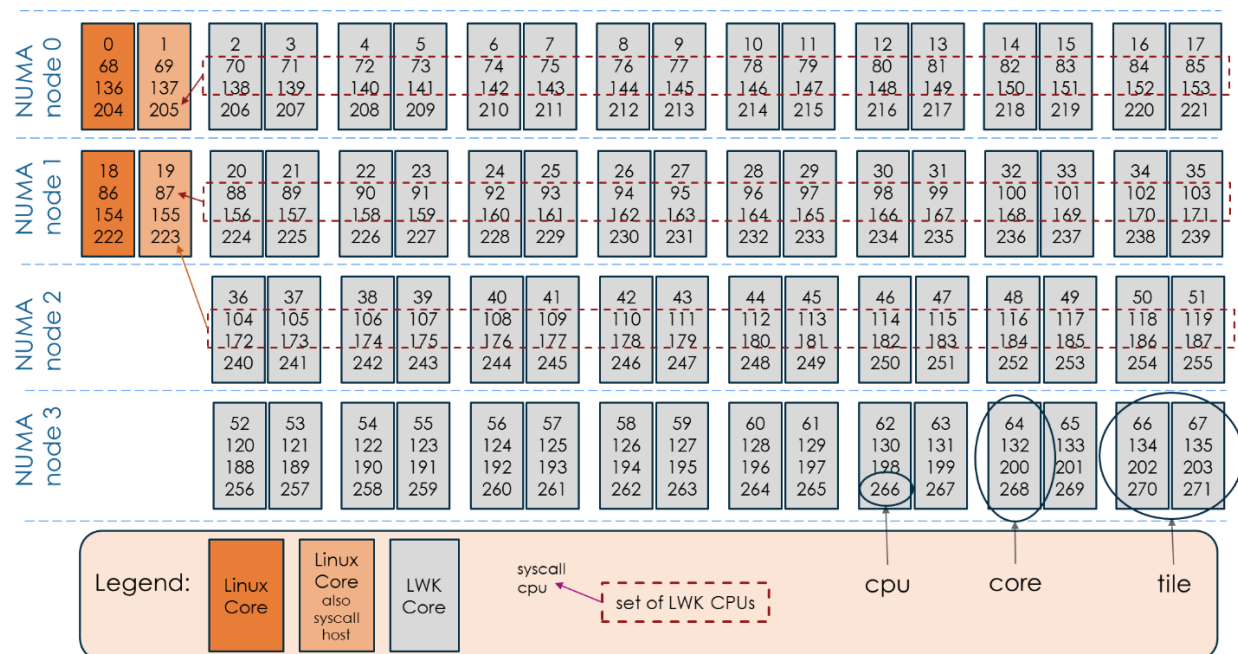 NUMA
node 0
0 1 2 3 4 5 6 7 8 9 10 11 12 13 14 15 16 17
68 69 70 71 72 73 74 75 76 77 78 79 80 81 82 83 84 85
136 137 138 139 140 141 142 143 144 145 146 147 148 149 150 151 152 153
204 205 206 207 208 209 210 211 212 213 214 215 216 217 218 219 220 221
NUMA
node 1
18 19 20 21 22 23 24 25 26 27 28 29 30 31 32 33 34 35
86 87 88 89 90 91 92 93 94 95 96 97 98 99 100 101 102 103
154 155 156 157 158 159 160 161 162 163 164 165 166 167 168 169 170 171
222 223 224 225 226 227 228 229 230 231 232 233 234 235 236 237 238 239
NUMA
node 2
36 37 38 39 40 41 42 43 44 45 46 47 48 49 50 51
104 105 106 107 108 109 110 111 112 113 114 115 116 117 118 119
172 173 174 175 176 177 178 179 180 181 182 183 184 185 186 187
240 241 242 243 244 245 248 249 248 249 250 251 252 253 254 255
NUMA
node 3
52 53 54 55 56 57 58 59 60 61 62 63 64 65 66 67
120 121 122 123 124 125 126 127 128 129 130 131 132 133 134 135
188 189 190 191 192 193 194 195 196 197 198 199 200 201 202 203
256 257 258 259 260 261 262 263 264 265 266 267 268 269 270 271
Legend:
Linux
Core
Linux
Core
also
syscall
host
LWK
Core
syscall
cpu
set of LWK CPUs
cpu
core
tile